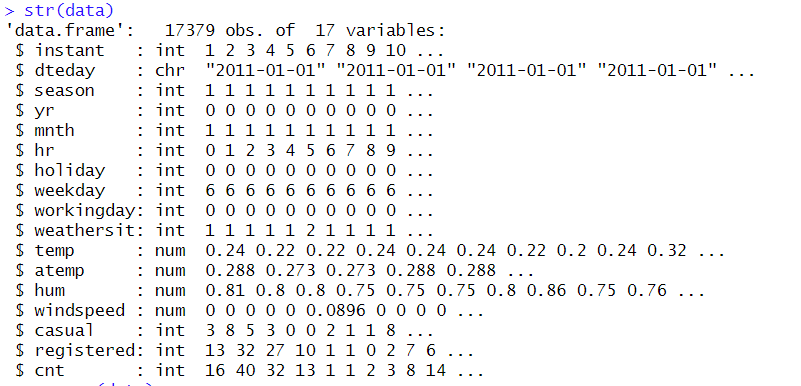 > str(data)
'data.frame':   17379 obs. of  17 variables:
 $ instant   : int  1 2 3 4 5 6 7 8 9 10 ...
 $ dteday    : chr  "2011-01-01" "2011-01-01" "2011-01-01" "2011-01-01" ...
 $ season    : int  1 1 1 1 1 1 1 1 1 1 ...
 $ yr        : int  0 0 0 0 0 0 0 0 0 0 ...
 $ mnth      : int  1 1 1 1 1 1 1 1 1 1 ...
 $ hr        : int  0 1 2 3 4 5 6 7 8 9 ...
 $ holiday   : int  0 0 0 0 0 0 0 0 0 0 ...
 $ weekday   : int  6 6 6 6 6 6 6 6 6 6 ...
 $ workingday: int  0 0 0 0 0 0 0 0 0 0 ...
 $ weathersit: int  1 1 1 1 1 2 1 1 1 1 ...
 $ temp      : num  0.24 0.22 0.22 0.24 0.24 0.24 0.22 0.2 0.24 0.32 ...
 $ atemp     : num  0.288 0.273 0.273 0.288 0.288 ...
 $ hum       : num  0.81 0.8 0.8 0.75 0.75 0.75 0.8 0.86 0.75 0.76 ...
 $ windspeed : num  0 0 0 0 0 0.0896 0 0 0 0 ...
 $ casual    : int  3 8 5 3 0 0 2 1 1 8 ...
 $ registered: int  13 32 27 10 1 1 0 2 7 6 ...
 $ cnt       : int  16 40 32 13 1 1 2 3 8 14 ...